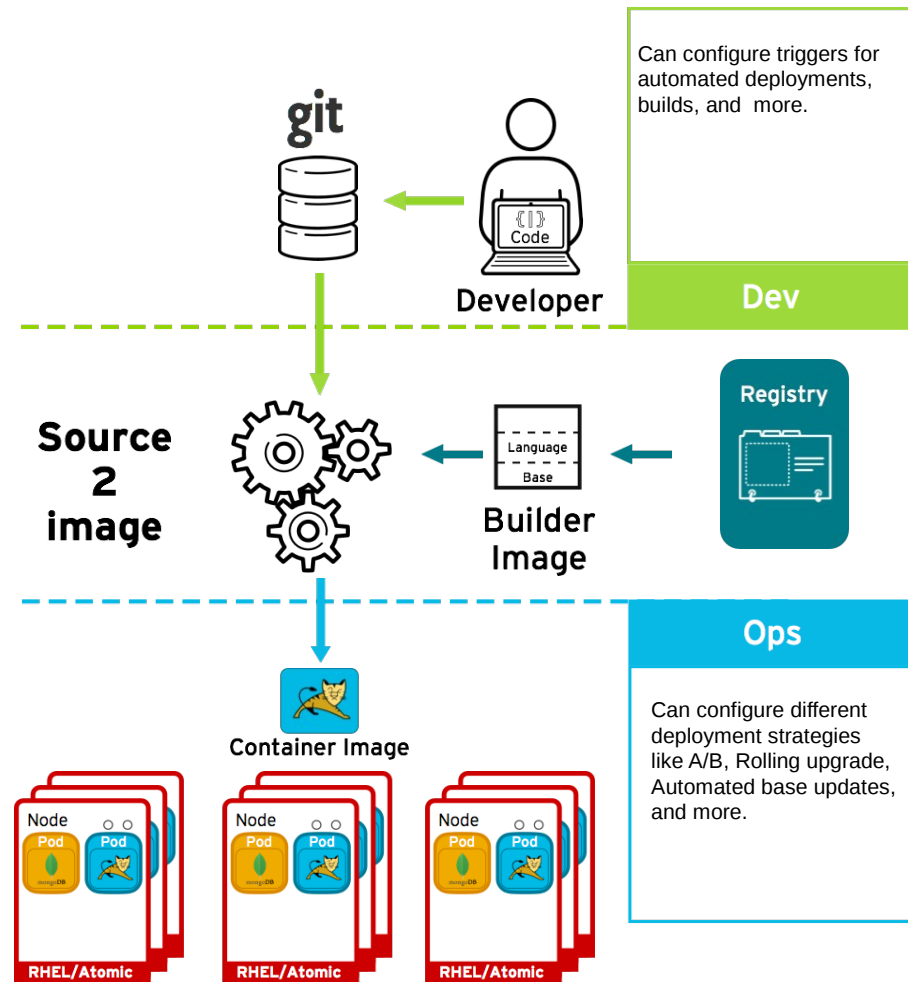 Can configure triggers for
automated deployments,
builds, and  more.
git
{|}
Code
Developer
Dev
Source
2
image
Language
Base
Builder
Image
Registry
Ops
Container Image
Can configure different
deployment strategies
like A/B, Rolling upgrade,
Automated base updates,
and more.
Node
Pod
mongoDB
Pod
RHEL/Atomic
Node
Pod
mongoDB
Pod
RHEL/Atomic
Node
Pod
mongoDB
Pod
RHEL/Atomic